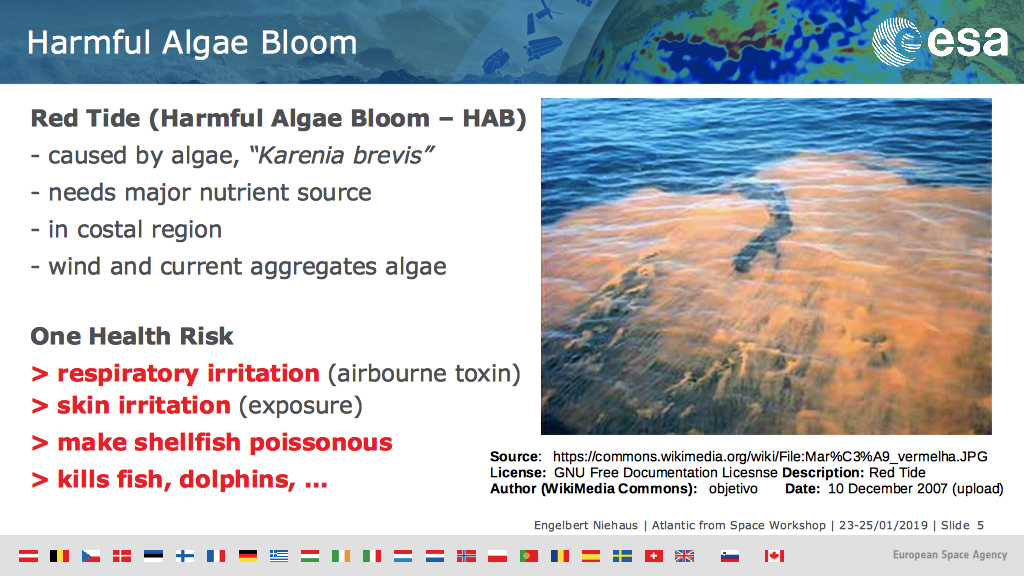 Harmful Algae Bloom
esa
Red Tide (Harmful Algae Bloom – HAB)
- caused by algae, “Karenia brevis”
- needs major nutrient source
- in costal region
- wind and current aggregates algae
One Health Risk
> respiratory irritation (airbourne toxin)
> skin irritation (exposure)
> make shellfish poissonous
> kills fish, dolphins, ...
Source: https://commons.wikimedia.org/wiki/File:Mar%C3%A9_vermelha.JPG
License: GNU Free Documentation Licesnse Description: Red Tide
Author (WikiMedia Commons): objetivo Date: 10 December 2007 (upload)
Engelbert Niehaus | Atlantic from Space Workshop | 23-25/01/2019 | Slide 5
European Space Agency